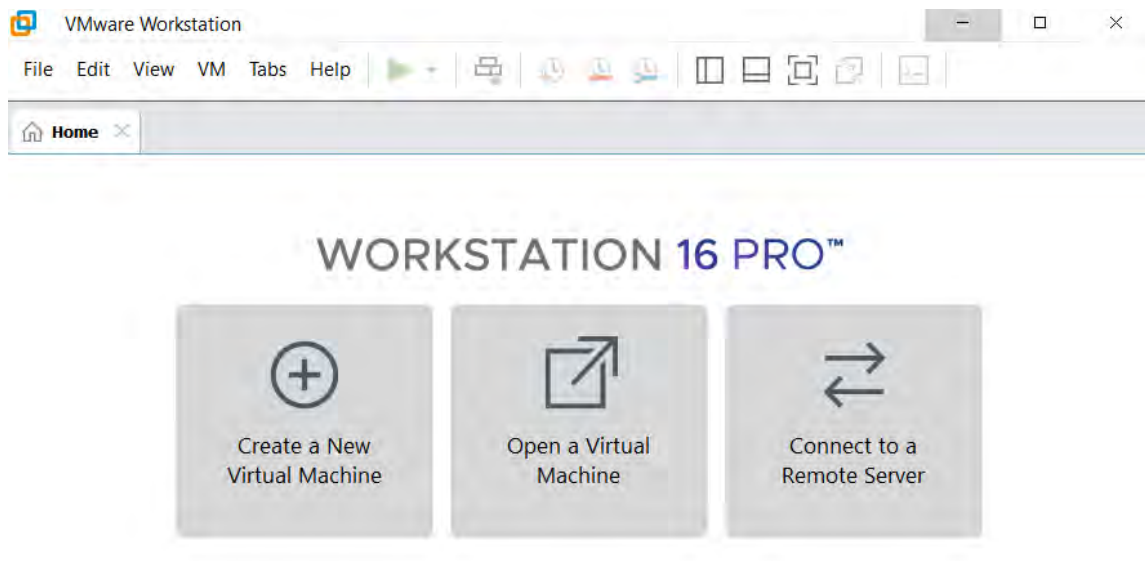 VMware Workstation
File Edit View VM Tabs Help
Home
WORKSTATION 16 PRO™
Create a New
Virtual Machine
Open a Virtual
Machine
Connect to a
Remote Server